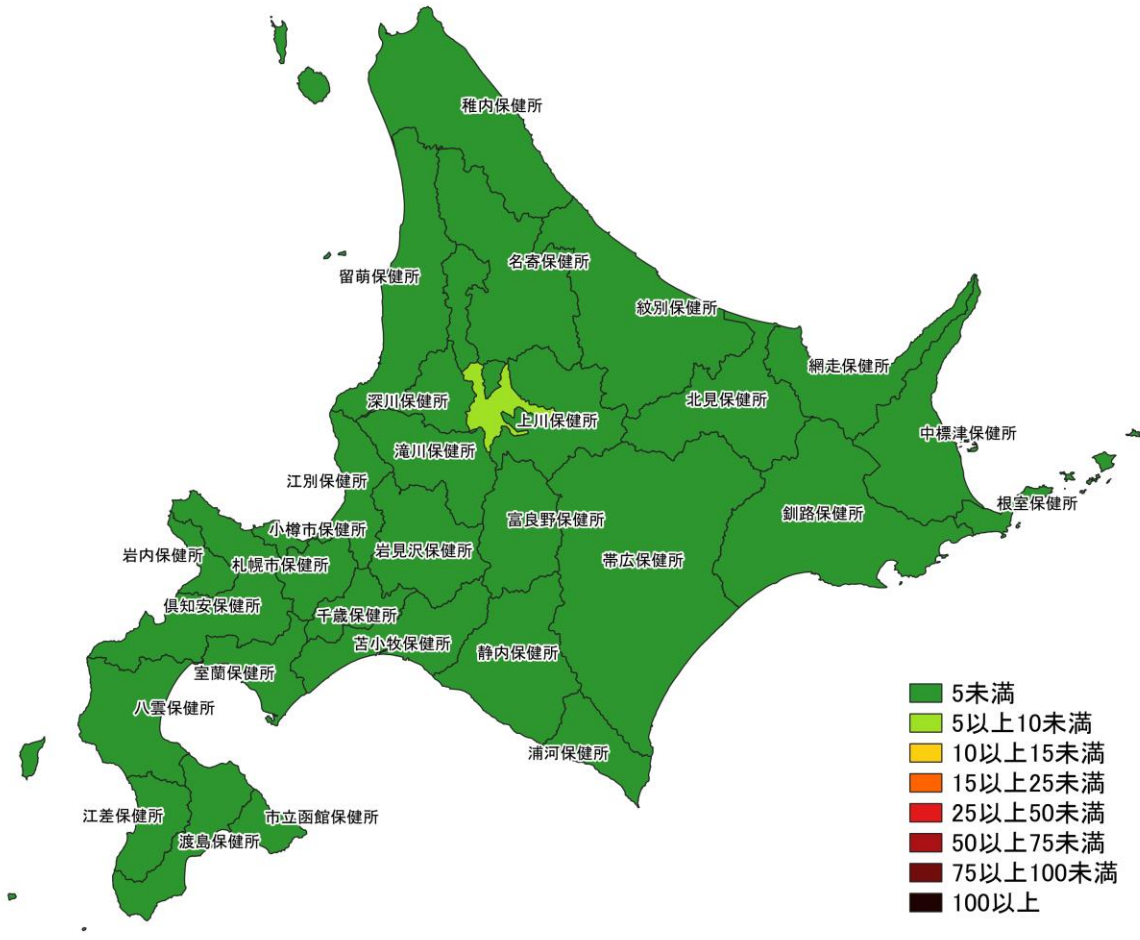 稚内保健所
名寄保健所
留萌保健所
紋別保健所
網走保健所
深川保健所
北見保健所
上川保健所
中標津保健所
滝川保健所
江別保健所
根室保健所
釧路保健所
富良野保健所
小樽市保健所
岩見沢保健所
岩内保健所
札幌市保健所
帯広保健所
倶知安保健所
千歳保健所
苫小牧保健所
静内保健所
室蘭保健所
八雲保健所
浦河保健所
江差保健所
市立函館保健所
渡島保健所
5未満
5以上10未満
10以上15未満
15以上25未満
25以上50未満
50以上75未満
75以上100未満
100以上